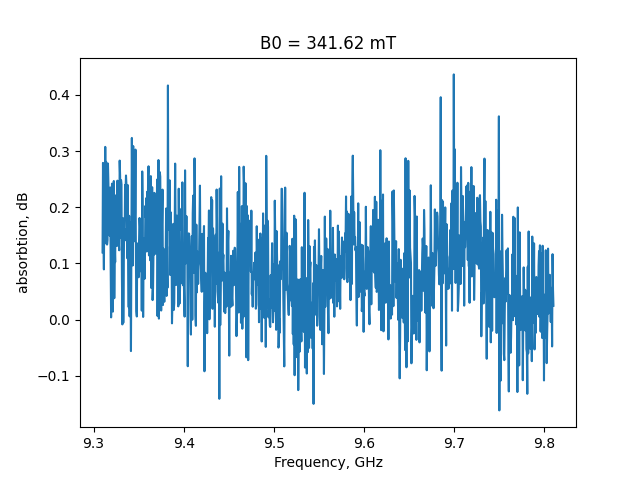 B0 = 341.62 mT
absorbtion, dB
0.4
0.3
0.2
0.1
0.0
−0.1
9.3 9.4 9.5 9.6 9.7 9.8
Frequency, GHz